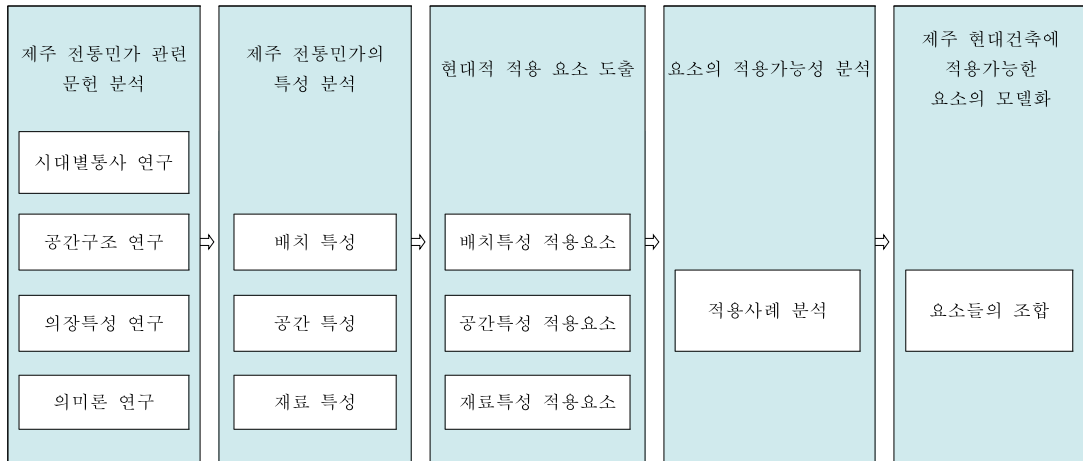 제주 전통민가 관련
문헌 분석
시대별통사 연구
공간구조 연구
의장특성 연구
의미론 연구
제주 전통민가의
특성 분석
배치 특성
공간 특성
재료 특성
현대적 적용 요소 도출
배치특성 적용요소
공간특성 적용요소
재료특성 적용요소
요소의 적용가능성 분석
적용사례 분석
제주 현대건축에
적용가능한
요소의 모델화
요소들의 조합